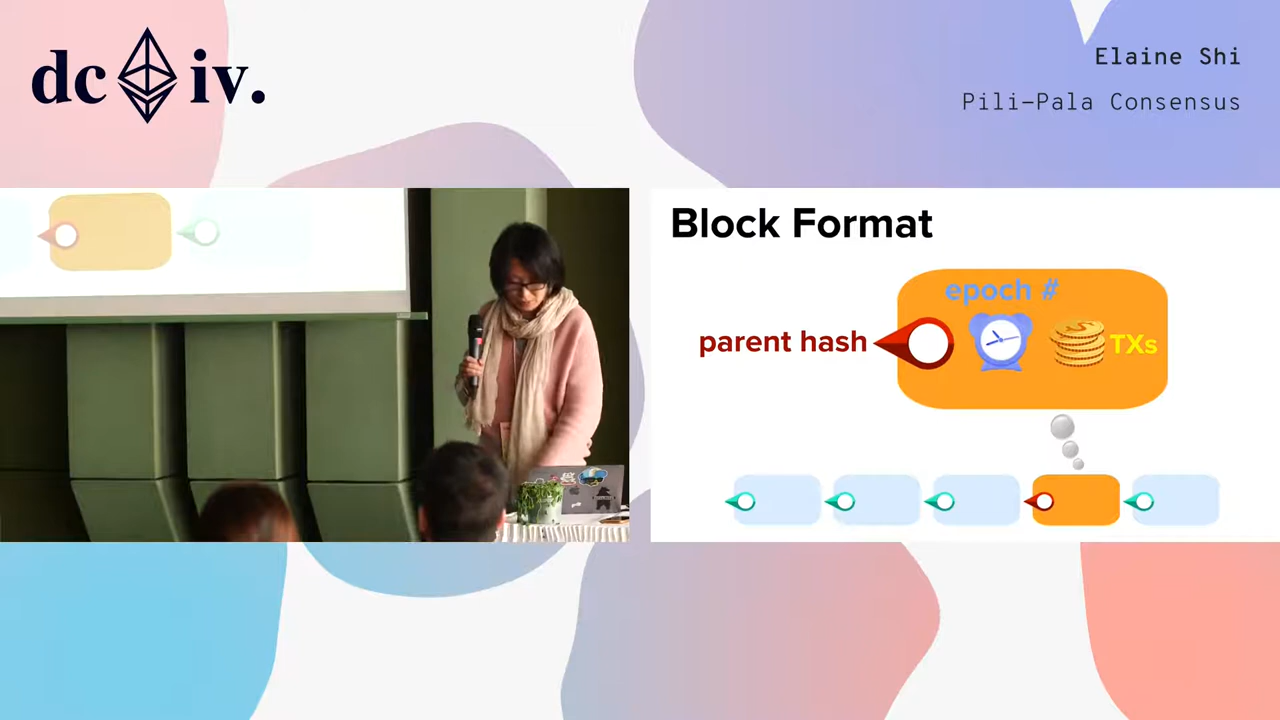 dc iv.
Elaine Shi
Pili-Pala Consensus
Block Format
epoch #
parent hash
TXs